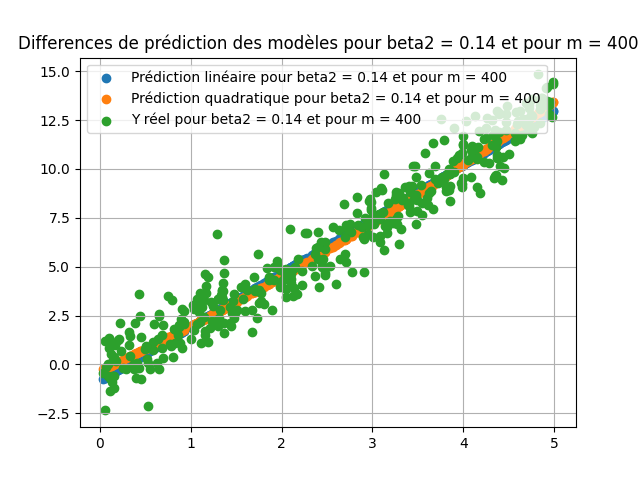 Differences de prédiction des modèles pour beta2 = 0.14 et pour m = 400
Prédiction linéaire pour beta2 = 0.14 et pour m = 400
Prédiction quadratique pour beta2 = 0.14 et pour m = 400
Y réel pour beta2 = 0.14 et pour m = 400
15.0
12.5
10.0
7.5
5.0
2.5
0.0
−2.5
0 1 2 3 4 5